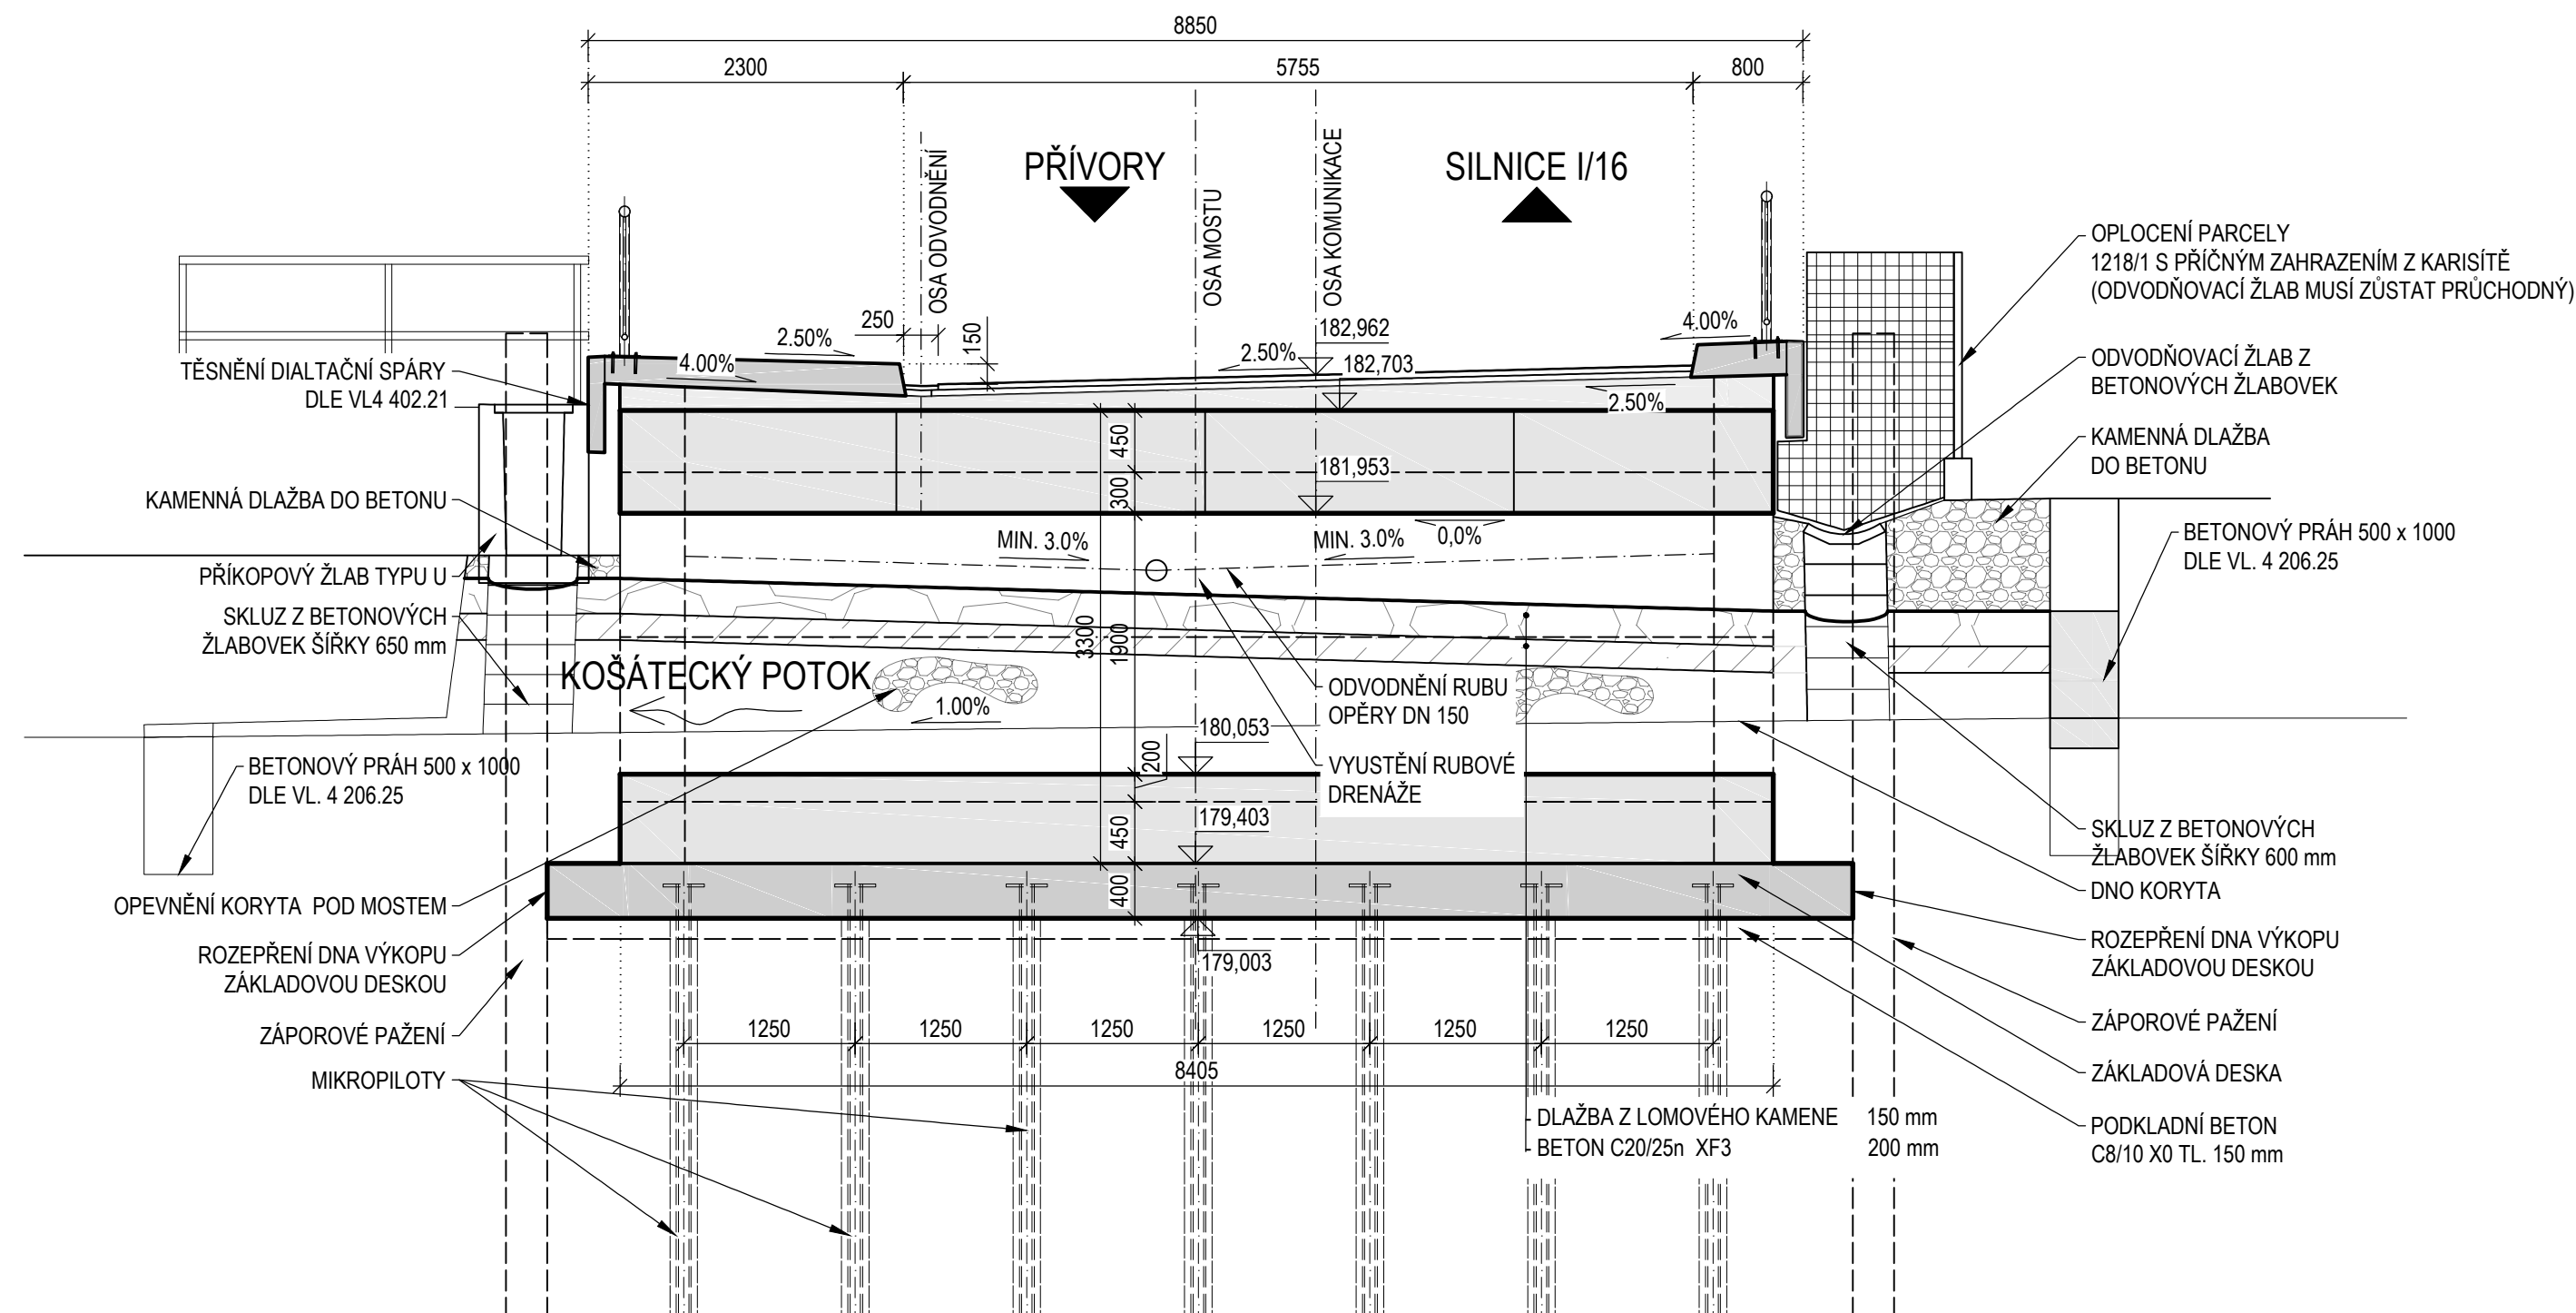 8850
2300
5755
800
OSA ODVODNĚNÍ
PŘÍVORY
OSA MOSTU
OSA KOMUNIKACE
SILNICE I/16
OPLOCENÍ PARCELY
1218/1 S PŘÍČNÝM ZAHRAZENÍM Z KARISÍTĚ
(ODVODŇOVACÍ ŽLAB MUSÍ ZŮSTAT PRŮCHODNÝ)
250
150
2.50%
4.00%
2.50%
182,962
182,703
4.00%
2.50%
TĚSNĚNÍ DIALTAČNÍ SPÁRY
DLE VL4 402.21
ODVODŇOVACÍ ŽLAB Z
BETONOVÝCH ŽLABOVEK
450
300
181,953
KAMENNÁ DLAŽBA
DO BETONU
KAMENNÁ DLAŽBA DO BETONU
MIN. 3.0%
MIN. 3.0%
0,0%
BETONOVÝ PRÁH 500 x 1000
DLE VL. 4 206.25
PŘÍKOPOVÝ ŽLAB TYPU U
SKLUZ Z BETONOVÝCH
ŽLABOVEK ŠÍŘKY 650 mm
3300
1900
KOŠÁTECKÝ POTOK
1.00%
ODVODNĚNÍ RUBU
OPĚRY DN 150
180,053
200
VYUSTĚNÍ RUBOVÉ
DRENÁŽE
BETONOVÝ PRÁH 500 x 1000
DLE VL. 4 206.25
450
179,403
SKLUZ Z BETONOVÝCH
ŽLABOVEK ŠÍŘKY 600 mm
DNO KORYTA
400
OPEVNĚNÍ KORYTA POD MOSTEM
ROZEPŘENÍ DNA VÝKOPU
ZÁKLADOVOU DESKOU
179,003
ROZEPŘENÍ DNA VÝKOPU
ZÁKLADOVOU DESKOU
ZÁPOROVÉ PAŽENÍ
1250
1250
1250
1250
1250
1250
ZÁPOROVÉ PAŽENÍ
MIKROPILOTY
8405
ZÁKLADOVÁ DESKA
DLAŽBA Z LOMOVÉHO KAMENE 150 mm
BETON C20/25n XF3 200 mm
PODKLADNÍ BETON
C8/10 X0 TL. 150 mm